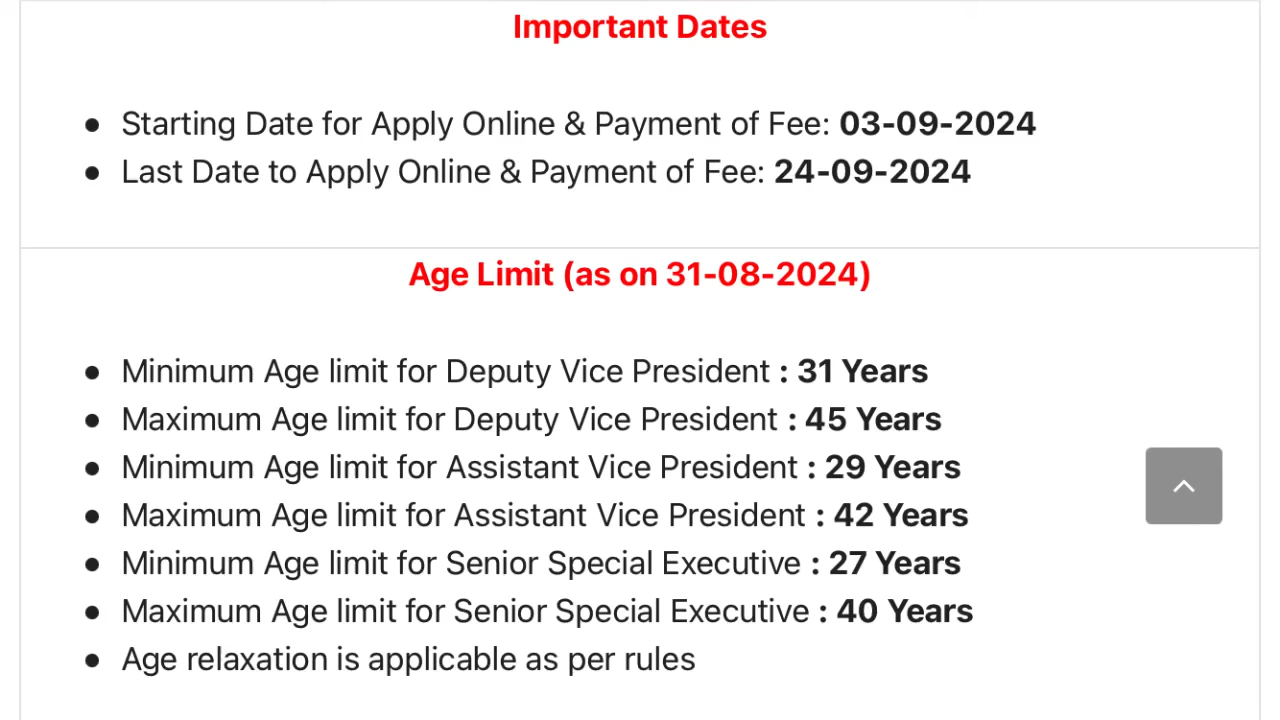 Important Dates
● Starting Date for Apply Online & Payment of Fee: 03-09-2024
● Last Date to Apply Online & Payment of Fee: 24-09-2024
Age Limit (as on 31-08-2024)
● Minimum Age limit for Deputy Vice President : 31 Years
● Maximum Age limit for Deputy Vice President : 45 Years
● Minimum Age limit for Assistant Vice President : 29 Years
● Maximum Age limit for Assistant Vice President : 42 Years
● Minimum Age limit for Senior Special Executive : 27 Years
● Maximum Age limit for Senior Special Executive : 40 Years
● Age relaxation is applicable as per rules